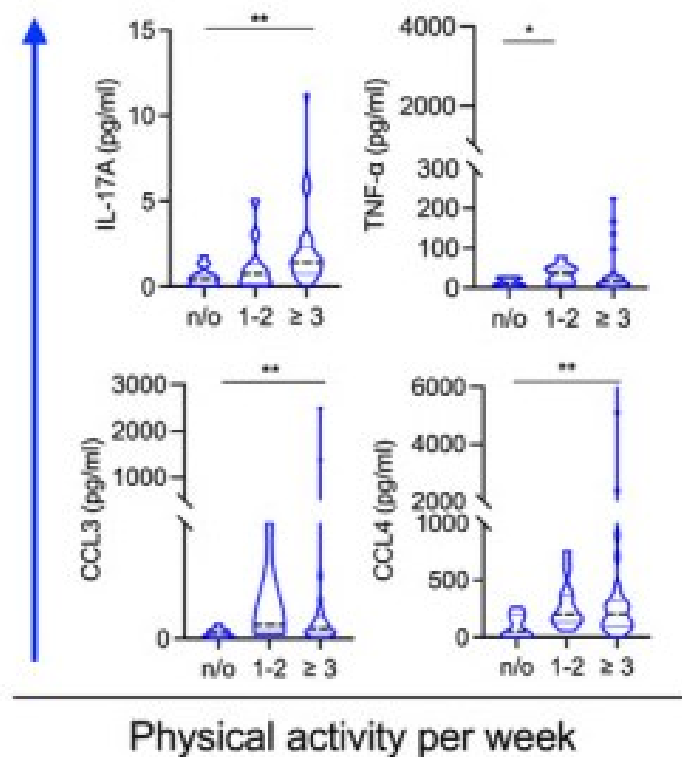 IL-17A (pg/ml)
15
10
5
0
**
n/o 1-2 ≥ 3
TNF-α (pg/ml)
4000
2000
300
200
100
0
*
n/o 1-2 ≥ 3
CCL3 (pg/ml)
3000
2000
1000
0
**
n/o 1-2 ≥ 3
CCL4 (pg/ml)
6000
4000
2000
1000
500
0
**
n/o 1-2 ≥ 3
Physical activity per week